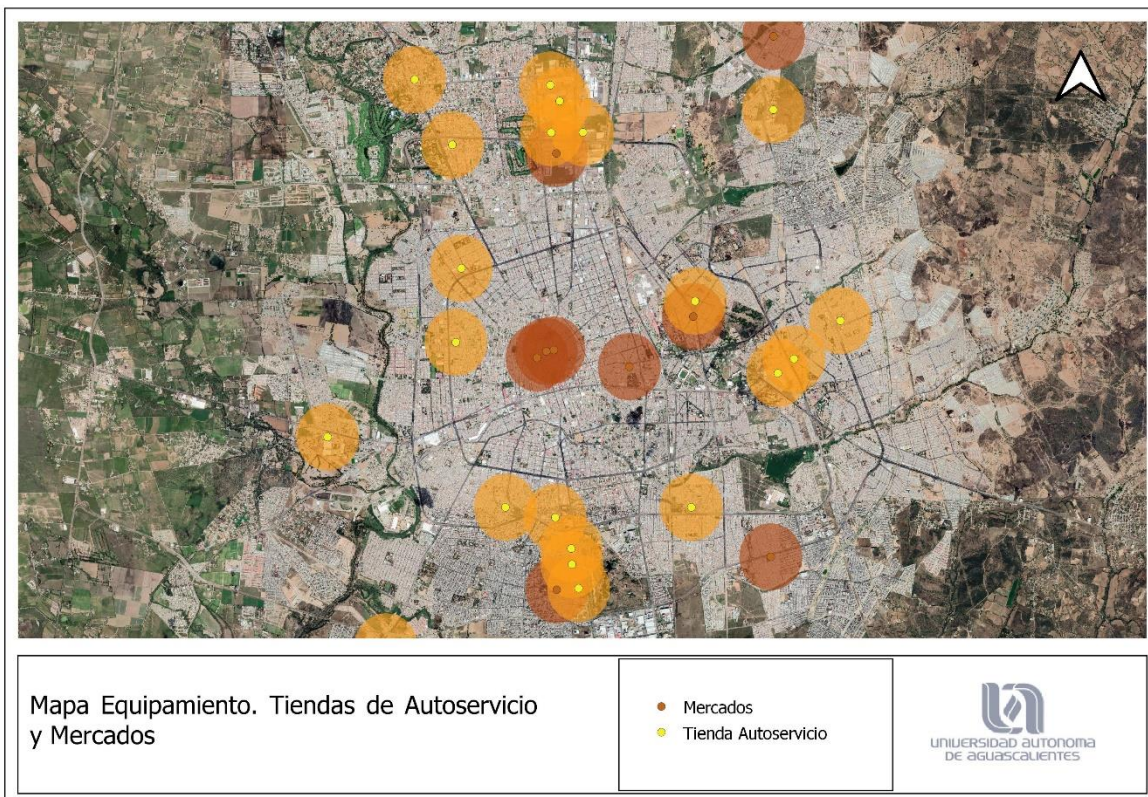 Mapa Equipamiento. Tiendas de Autoservicio
y Mercados
Mercados
Tienda Autoservicio
UNIVERSIDAD AUTONOMA
DE AGUASCALIENTES